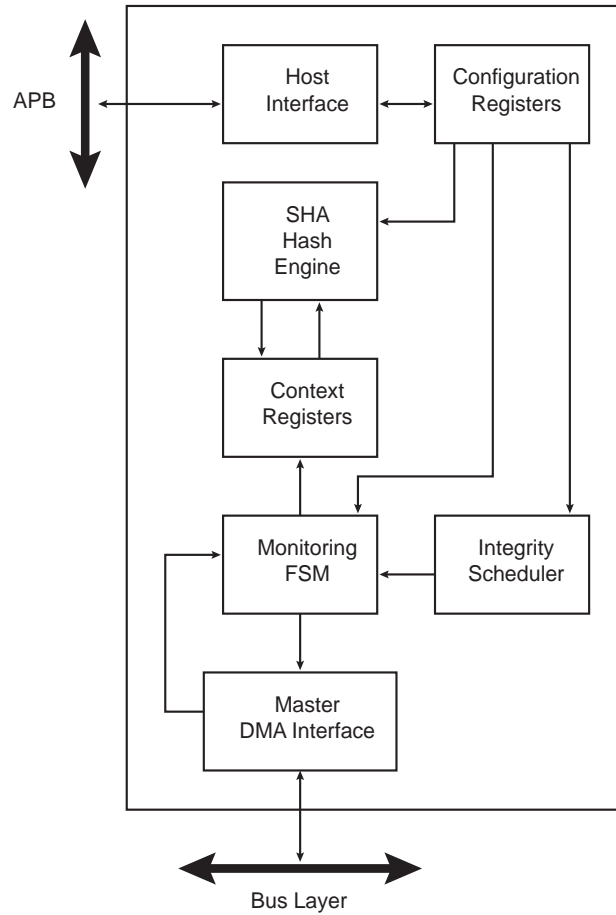 APB
Host
Interface
Configuration
Registers
SHA
Hash
Engine
Context
Registers
Monitoring
FSM
Integrity
Scheduler
Master
DMA Interface
Bus Layer